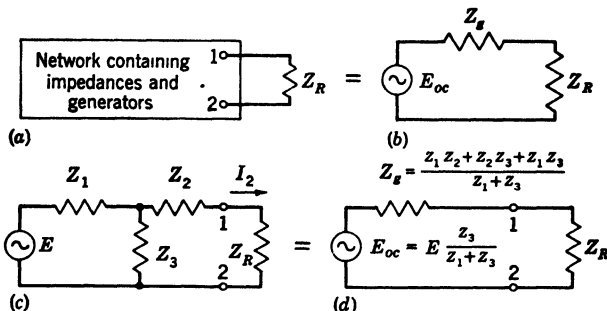 Network containing
impedances and
generators
1
2
Z_R
=
Z_g
E_oc
Z_R
(a)
(b)
Z_1
Z_2
I_2
1
E
Z_3
Z_R
2
(c)
=
Z_g = (Z_1 Z_2 + Z_2 Z_3 + Z_1 Z_3) / (Z_1 + Z_3)
1
E_oc = E Z_3 / (Z_1 + Z_3)
Z_R
2
(d)